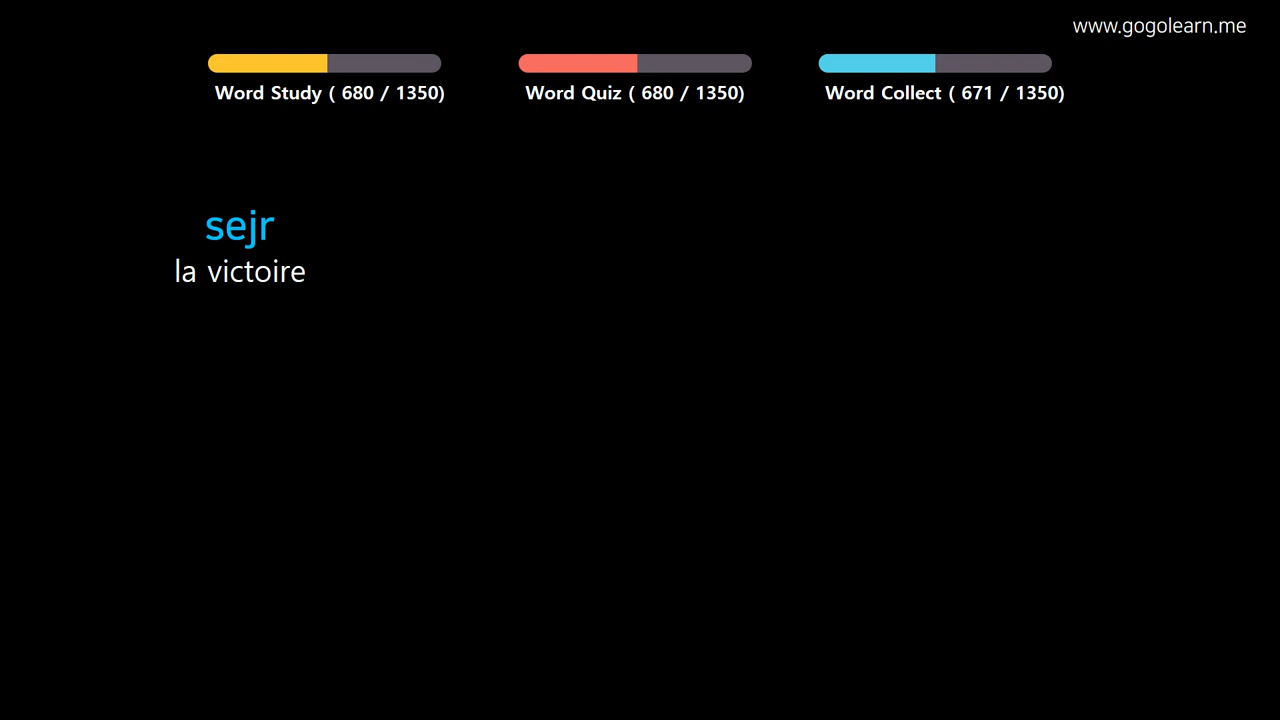 www.gogolearn.me
Word Study ( 680 / 1350)
Word Quiz ( 680 / 1350)
Word Collect ( 671 / 1350)
sejr
la victoire